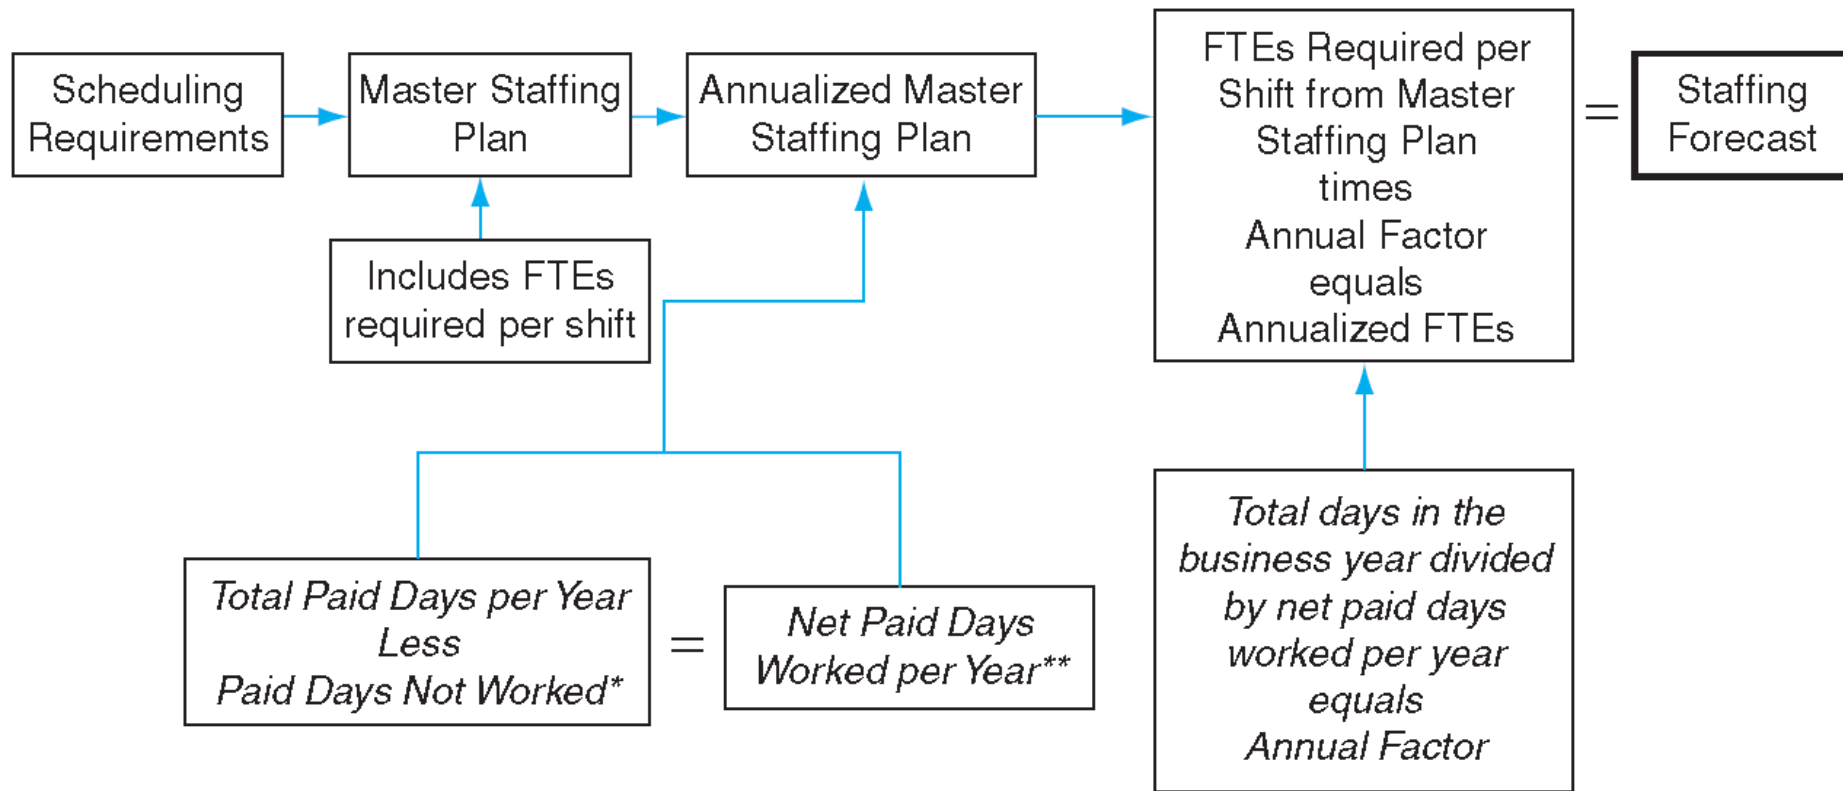 Scheduling
Requirements
Master Staffing
Plan
Annualized Master
Staffing Plan
FTEs Required per
Shift from Master
Staffing Plan
times
Annual Factor
equals
Annualized FTEs
=
Staffing
Forecast
Includes FTEs
required per shift
Total Paid Days per Year
Less
Paid Days Not Worked*
=
Net Paid Days
Worked per Year**
Total days in the
business year divided
by net paid days
worked per year
equals
Annual Factor